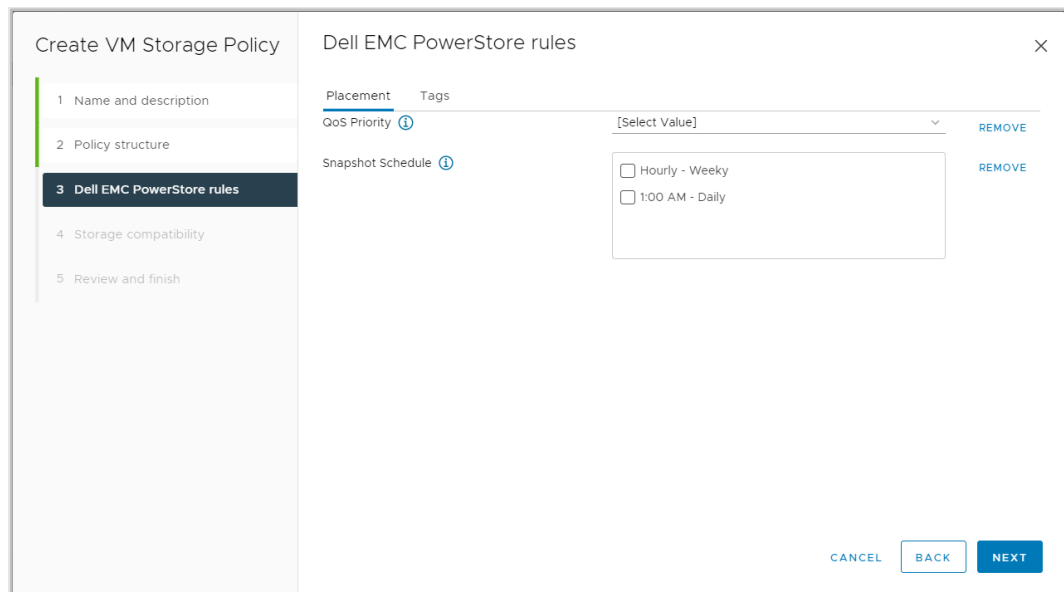 Create VM Storage Policy
1 Name and description
2 Policy structure
3 Dell EMC PowerStore rules
4 Storage compatibility
5 Review and finish
Dell EMC PowerStore rules
Placement Tags
QoS Priority [Select Value] REMOVE
Snapshot Schedule REMOVE
Hourly - Weeky
1:00 AM - Daily
CANCEL BACK NEXT